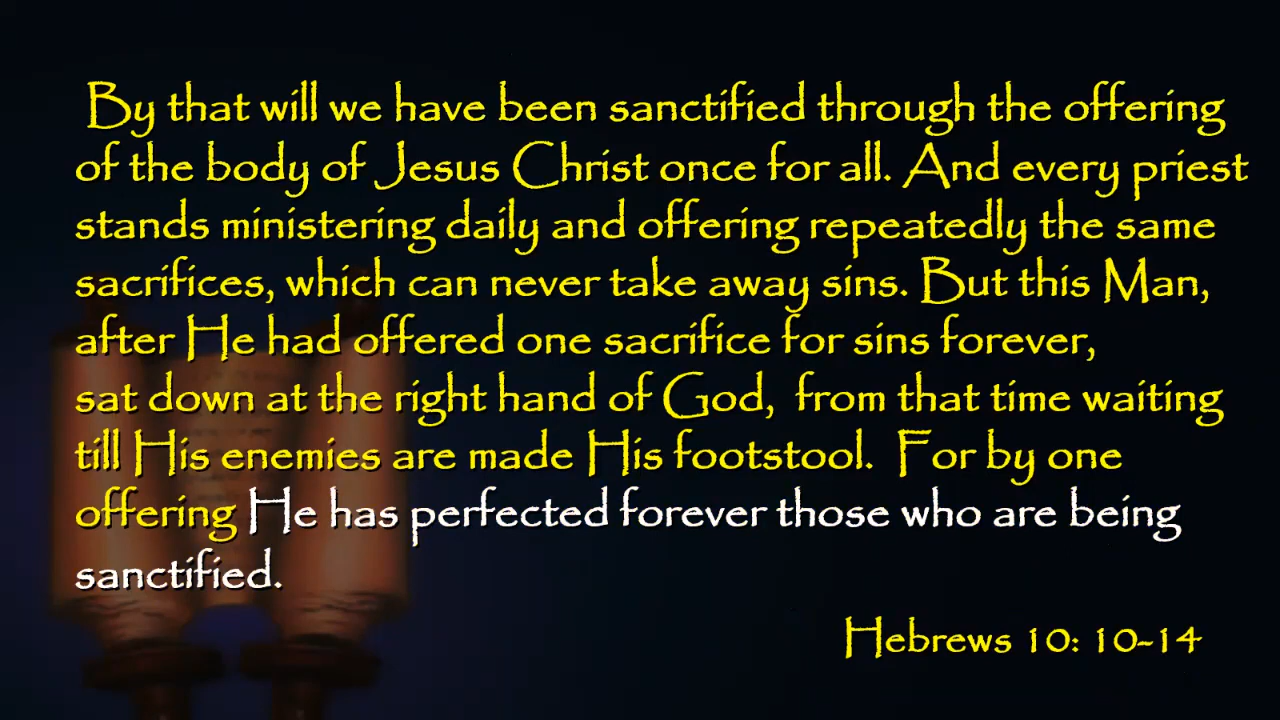 By that will we have been sanctified through the offering
of the body of Jesus Christ once for all. And every priest
stands ministering daily and offering repeatedly the same
sacrifices, which can never take away sins. But this Man,
after He had offered one sacrifice for sins forever,
sat down at the right hand of God, from that time waiting
till His enemies are made His footstool. For by one
offering He has perfected forever those who are being
sanctified.
Hebrews 10: 10-14